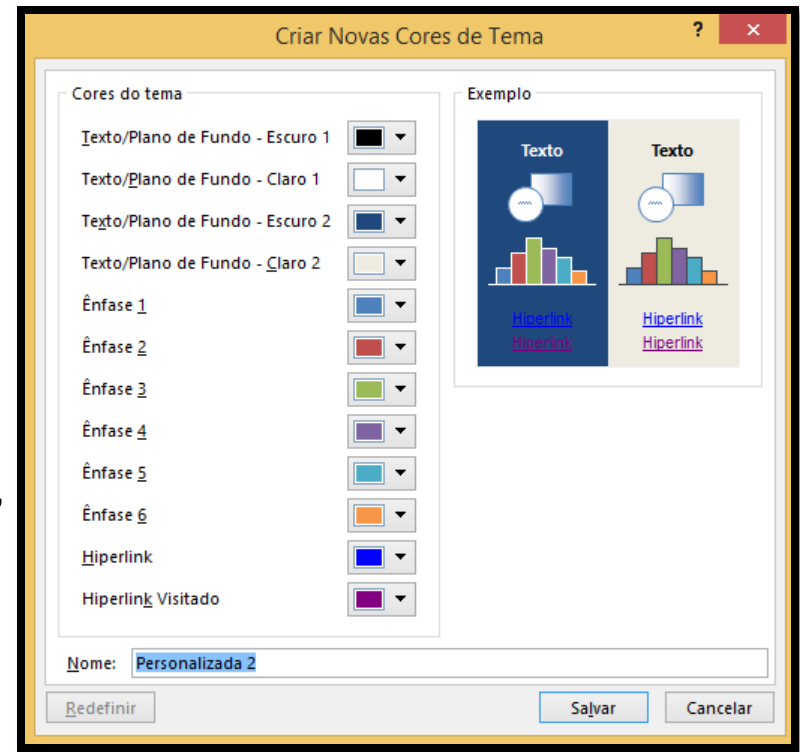 Criar Novas Cores de Tema
?
Cores do tema
Texto/Plano de Fundo - Escuro 1
Texto/Plano de Fundo - Claro 1
Texto/Plano de Fundo - Escuro 2
Texto/Plano de Fundo - Claro 2
Ênfase 1
Ênfase 2
Ênfase 3
Ênfase 4
Ênfase 5
Ênfase 6
Hiperlink
Hiperlink Visitado
Exemplo
Texto Texto
Hiperlink Hiperlink
Hiperlink Hiperlink
Nome: Personalizada 2
Redefinir Salvar Cancelar
,